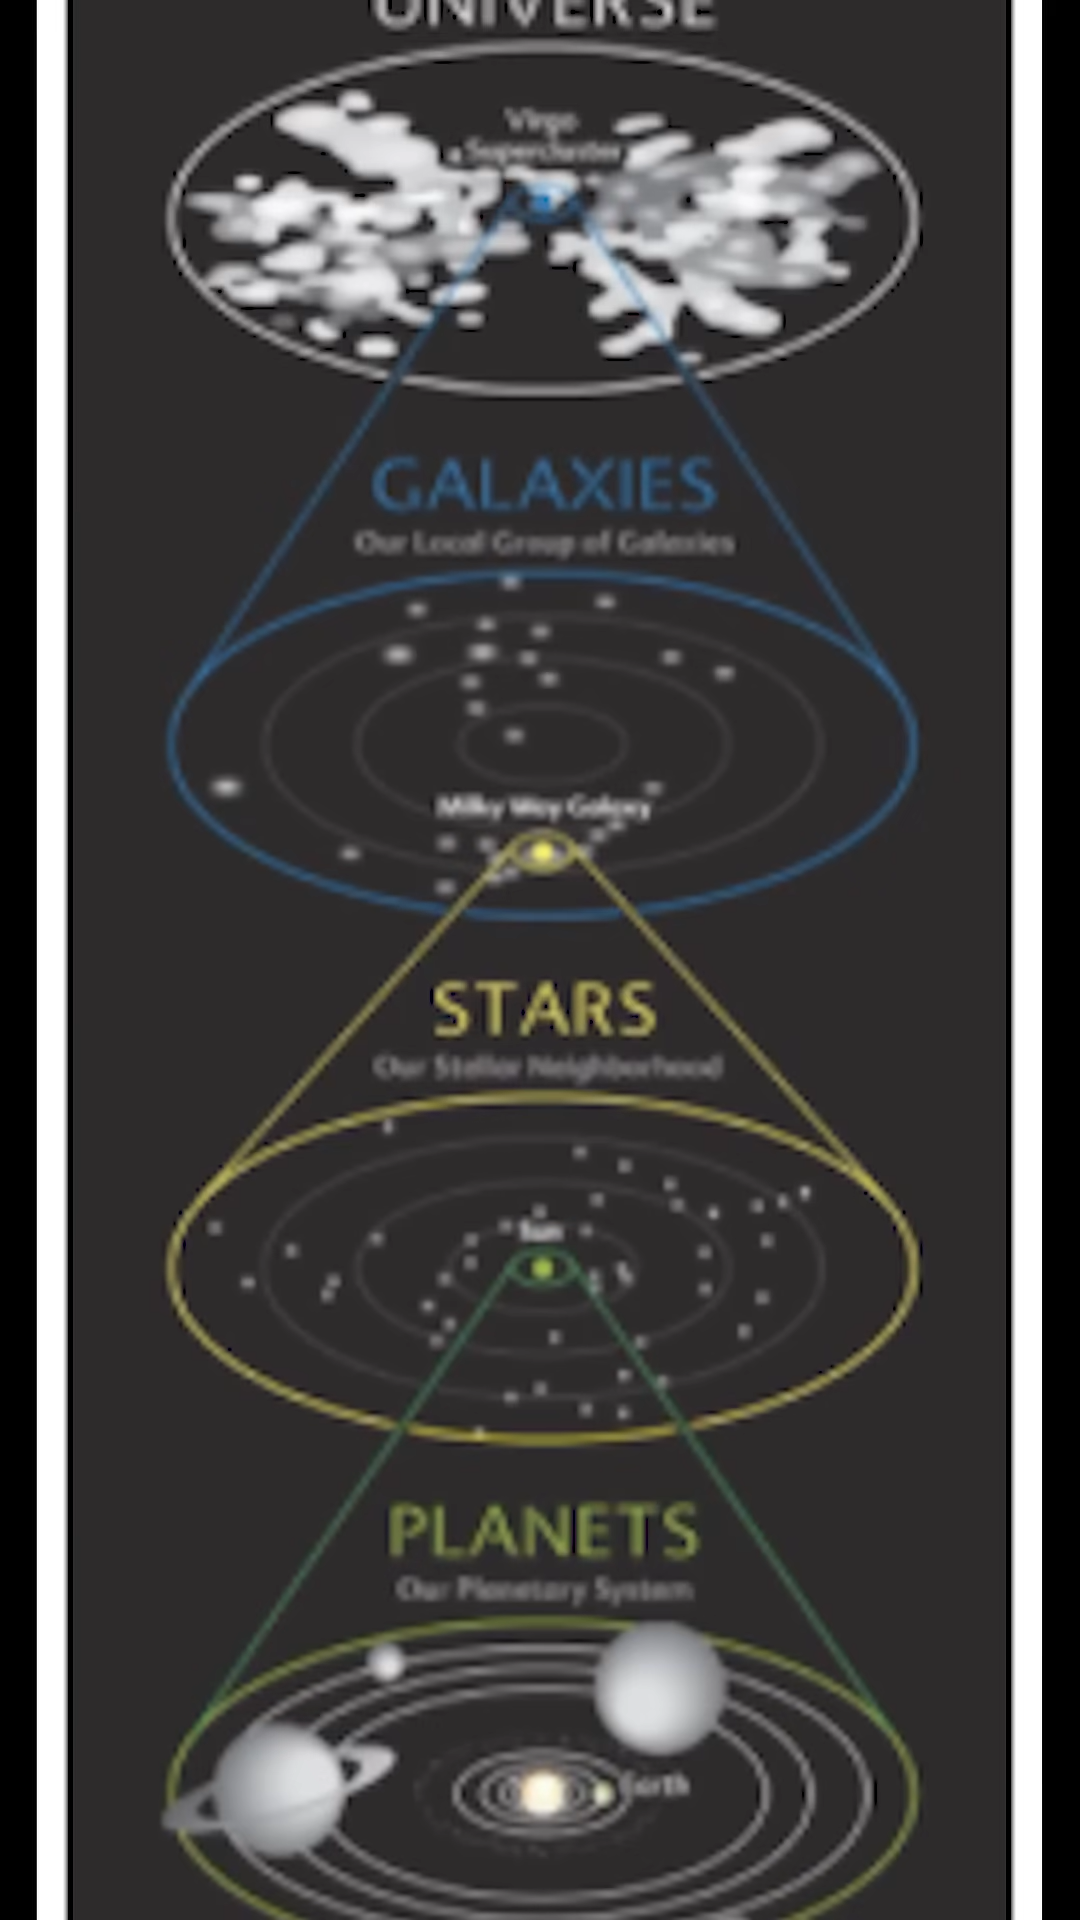 UNIVERSE
Virgo
Supercluster
GALAXIES
Our Local Group of Galaxies
Milky Way Galaxy
STARS
Our Stellar Neighborhood
Sun
PLANETS
Our Planetary System
Earth